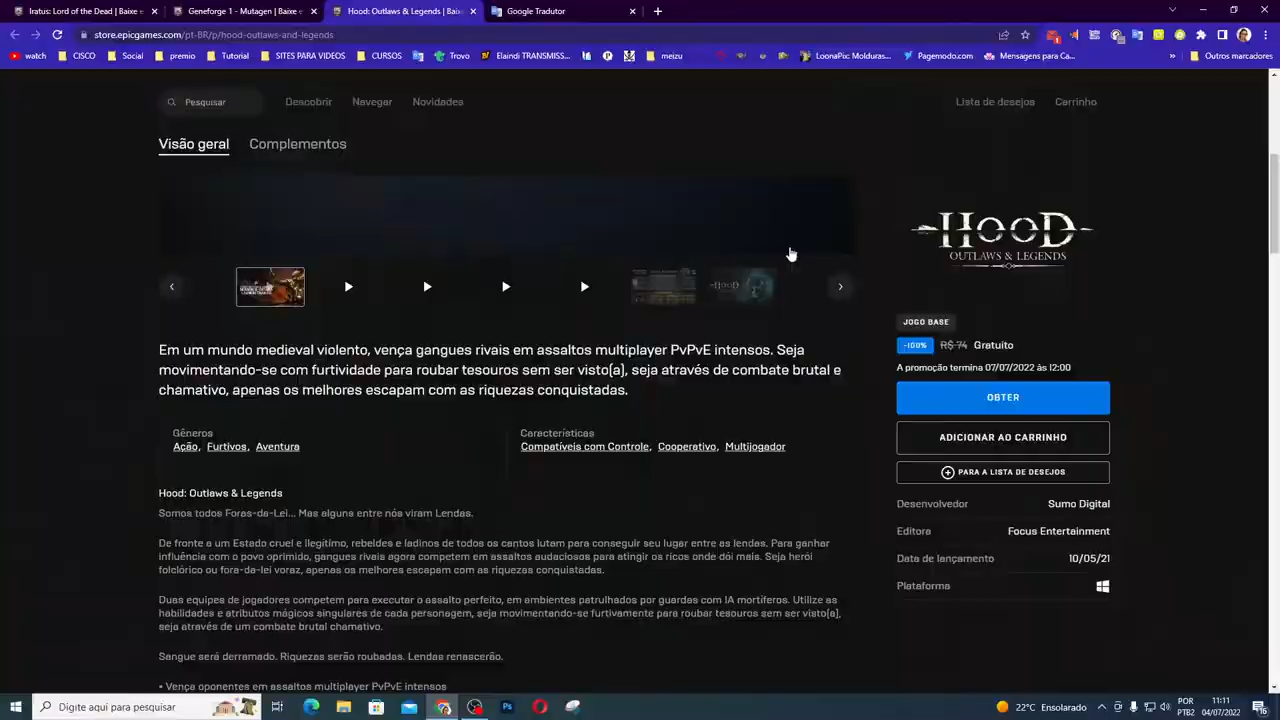 Iratus: Lord of the Dead | Baixe e
Geneforge 1 - Mutagen | Baixe e
Hood: Outlaws & Legends | Baixe
Google Tradutor
store.epicgames.com/pt-BR/p/hood-outlaws-and-legends
watch
CISCO
Social
promo
Tutorial
SITES PARA VIDEOS
CURSOS
Trovo
Elaindi TRANSMISS...
meizu
LoonaPic Molduras...
Pagemodo.com
Mensagens para Ca...
Outros marcadores
Pesquisar
Descobrir
Navegar
Novidades
Lista de desejos
Carrinho
Visão geral
Complementos
HOOD
OUTLAWS & LEGENDS
HOOD
Em um mundo medieval violento, vença gangues rivais em assaltos multiplayer PvPvE intensos. Seja
movimentando-se com furtividade para roubar tesouros sem ser visto(a), seja através de combate brutal e
chamativo, apenas os melhores escapam com as riquezas conquistadas.
JOGO BASE
-100% R$ 74 Gratuito
A promoção termina 07/07/2022 às 12:00
OBTER
ADICIONAR AO CARRINHO
PARA A LISTA DE DESEJOS
Desenvolvedor Sumo Digital
Editora Focus Entertainment
Data de lançamento 10/05/21
Plataforma
Gêneros
Ação, Furtivos, Aventura
Características
Compatíveis com Controle, Cooperativo, Multijogador
Hood: Outlaws & Legends
Somos todos Foras-da-Lei... Mas alguns entre nós viram Lendas.
De fronte a um Estado cruel e ilegítimo, rebeldes e ladinos de todos os cantos lutam para conseguir seu lugar entre as lendas. Para ganhar
influência com o povo oprimido, gangues rivais agora competem em assaltos audaciosos para atingir os ricos onde dói mais. Seja herói
folclórico ou fora-da-lei voraz, apenas os melhores escapam com as riquezas conquistadas.
Duas equipes de jogadores competem para executar o assalto perfeito, em ambientes patrulhados por guardas com IA mortíferos. Utilize as
habilidades e atributos mágicos singulares de cada personagem, seja movimentando-se furtivamente para roubar tesouros sem ser visto(a),
seja através de um combate brutal chamativo.
Sangue será derramado. Riquezas serão roubadas. Lendas renascerão.
• Vença oponentes em assaltos multiplayer PvPvE intensos
Digite aqui para pesquisar
22°C Ensolarado
POR
PTB2
11:11
04/07/2022